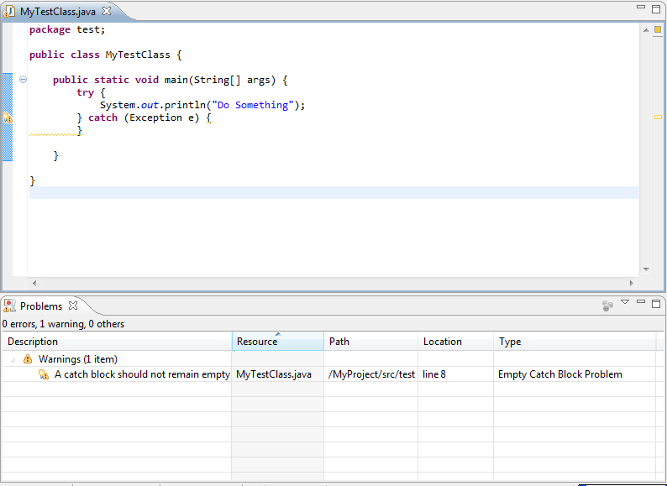 MyTestClass.java
package test;
public class MyTestClass {
public static void main(String[] args) {
try {
System.out.println("Do Something");
} catch (Exception e) {
}
}
}
Problems
0 errors, 1 warning, 0 others
Description Resource Path Location Type
Warnings (1 item)
A catch block should not remain empty MyTestClass.java /MyProject/src/test line 8 Empty Catch Block Problem